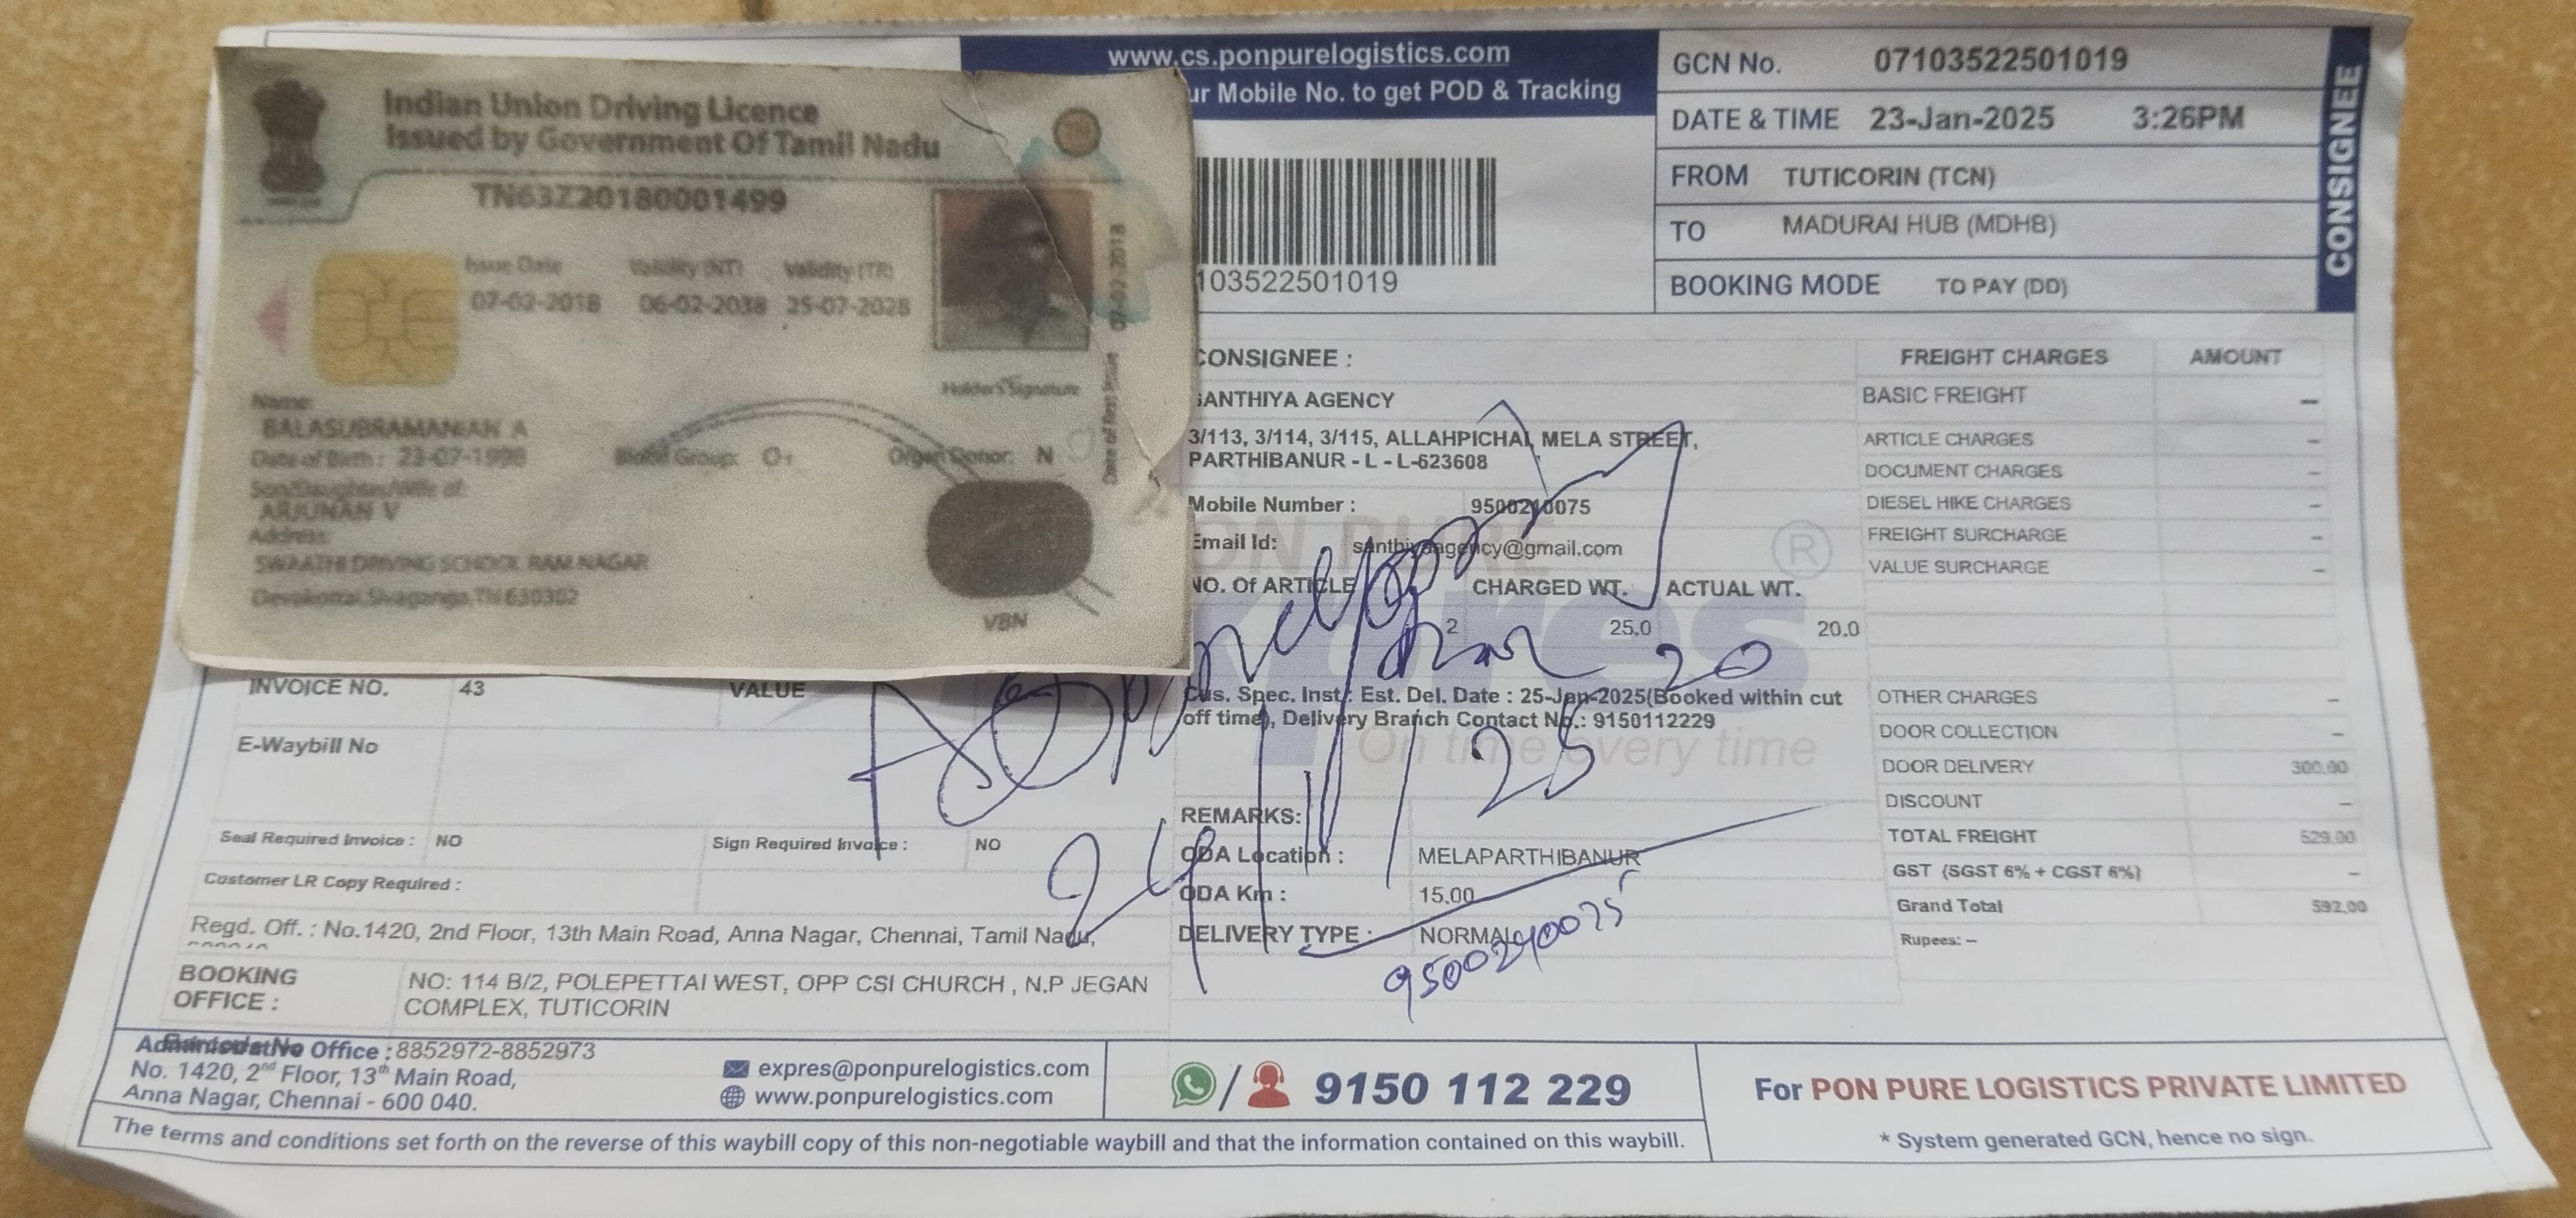 Indian Union Driving Licence
Issued by Government Of Tamil Nadu
TN63Z20180001499
Issue Date Validity (NT) Validity (TR)
07-02-2018 06-02-2038 25-07-2028
Holder's Signature
Date of First Issue 07-02-2018
Name:
BALASUBRAMANIAN A
Date of Birth : 23-07-1998 Blood Group: O+ Organ Donor: N
Son/Daughter/Wife of:
ARJUNAN V
Address:
SWAATHI DRIVING SCHOOL RAM NAGAR
Devakottai,Sivaganga,TN 630302
VBN
www.cs.ponpurelogistics.com
ur Mobile No. to get POD & Tracking
103522501019
GCN No. 07103522501019
DATE & TIME 23-Jan-2025 3:26PM
FROM TUTICORIN (TCN)
TO MADURAI HUB (MDHB)
BOOKING MODE TO PAY (DD)
CONSIGNEE
CONSIGNEE :
SANTHIYA AGENCY
3/113, 3/114, 3/115, ALLAHPICHAI, MELA STREET,
PARTHIBANUR - L - L-623608
Mobile Number : 9500210075
Email Id: santhiyaagency@gmail.com
NO. Of ARTICLE CHARGED WT. ACTUAL WT.
2 25.0 20.0
Cus. Spec. Inst.: Est. Del. Date : 25-Jan-2025(Booked within cut
off time), Delivery Branch Contact No.: 9150112229
On time every time
REMARKS:
ODA Location : MELAPARTHIBANUR
ODA Km : 15.00
DELIVERY TYPE : NORMAL
24/1/25
9500240075
FREIGHT CHARGES AMOUNT
BASIC FREIGHT –
ARTICLE CHARGES –
DOCUMENT CHARGES –
DIESEL HIKE CHARGES –
FREIGHT SURCHARGE –
VALUE SURCHARGE –
OTHER CHARGES –
DOOR COLLECTION –
DOOR DELIVERY 300.00
DISCOUNT –
TOTAL FREIGHT 529.00
GST (SGST 6% + CGST 6%) –
Grand Total 592.00
Rupees: –
INVOICE NO. 43 VALUE
E-Waybill No
Seal Required Invoice : NO Sign Required Invoice : NO
Customer LR Copy Required :
Regd. Off. : No.1420, 2nd Floor, 13th Main Road, Anna Nagar, Chennai, Tamil Nadu,
BOOKING OFFICE : NO: 114 B/2, POLEPETTAI WEST, OPP CSI CHURCH , N.P JEGAN
COMPLEX, TUTICORIN
Administrative Office : 8852972-8852973
No. 1420, 2nd Floor, 13th Main Road,
Anna Nagar, Chennai - 600 040.
expres@ponpurelogistics.com
www.ponpurelogistics.com
9150 112 229
For PON PURE LOGISTICS PRIVATE LIMITED
* System generated GCN, hence no sign.
The terms and conditions set forth on the reverse of this waybill copy of this non-negotiable waybill and that the information contained on this waybill.